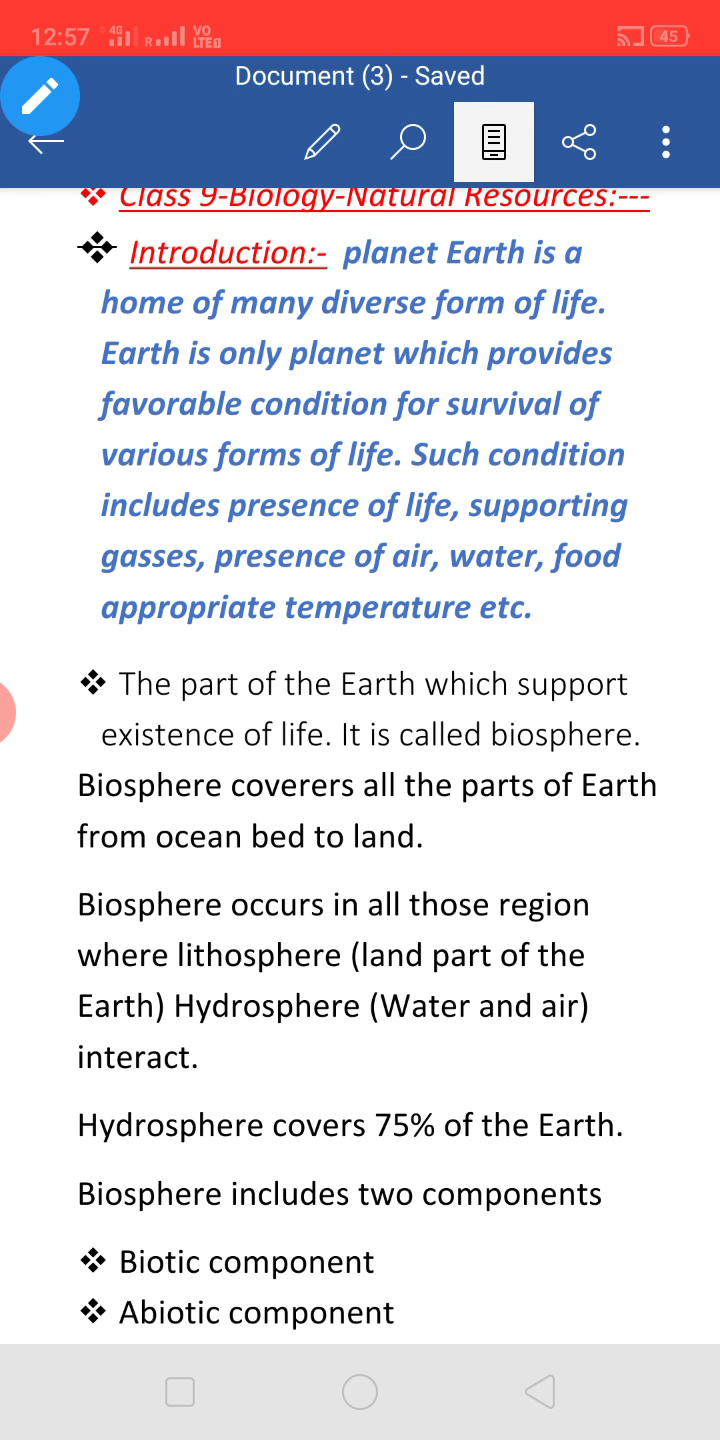 12:57 4G R VO LTE 45
Document (3) - Saved
Class 9-Biology-Natural Resources:---
Introduction:- planet Earth is a
home of many diverse form of life.
Earth is only planet which provides
favorable condition for survival of
various forms of life. Such condition
includes presence of life, supporting
gasses, presence of air, water, food
appropriate temperature etc.
The part of the Earth which support
existence of life. It is called biosphere.
Biosphere coverers all the parts of Earth
from ocean bed to land.
Biosphere occurs in all those region
where lithosphere (land part of the
Earth) Hydrosphere (Water and air)
interact.
Hydrosphere covers 75% of the Earth.
Biosphere includes two components
Biotic component
Abiotic component